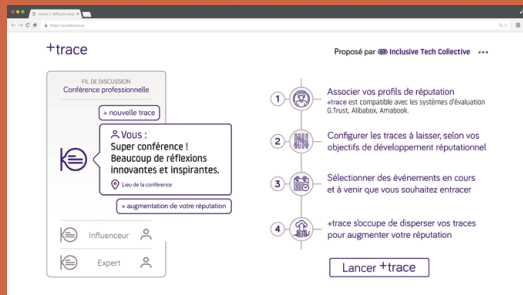 +trace
Proposé par Inclusive Tech Collective
FIL DE DISCUSSION
Conférence professionnelle
+ nouvelle trace
Vous :
Super conférence !
Beaucoup de réflexions
innovantes et inspirantes.
Lieu de la conférence
+ augmentation de votre réputation
Influenceur
Expert
1
Associer vos profils de réputation
+trace est compatible avec les systèmes d'évaluation
G.Trust, Alibabox, Amabook.
2
Configurer les traces à laisser, selon vos
objectifs de développement réputationnel
3
Sélectionner des événements en cours
et à venir que vous souhaitez entracer
4
+trace s'occupe de disperser vos traces
pour augmenter votre réputation
Lancer +trace